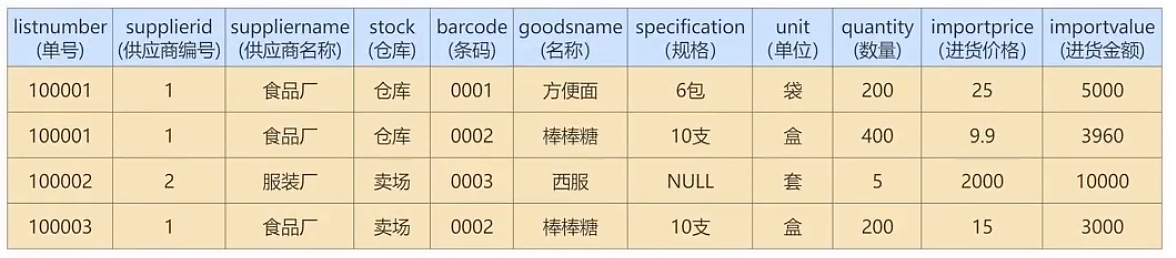 listnumber supplierid suppliername stock barcode goodsname specification unit quantity importprice importvalue
(单号) (供应商编号) (供应商名称) (仓库) (条码) (名称) (规格) (单位) (数量) (进货价格) (进货金额)
100001 1 食品厂 仓库 0001 方便面 6包 袋 200 25 5000
100001 1 食品厂 仓库 0002 棒棒糖 10支 盒 400 9.9 3960
100002 2 服装厂 卖场 0003 西服 NULL 套 5 2000 10000
100003 1 食品厂 卖场 0002 棒棒糖 10支 盒 200 15 3000